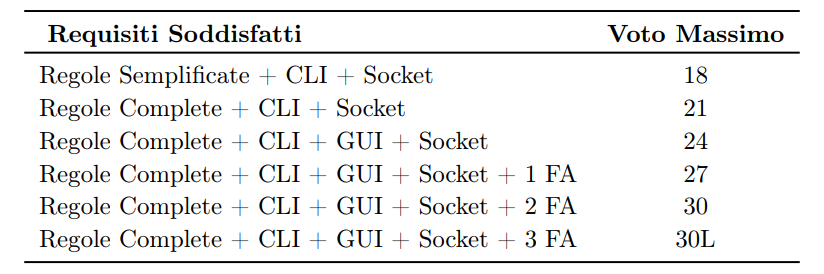 Requisiti Soddisfatti Voto Massimo
Regole Semplificate + CLI + Socket 18
Regole Complete + CLI + Socket 21
Regole Complete + CLI + GUI + Socket 24
Regole Complete + CLI + GUI + Socket + 1 FA 27
Regole Complete + CLI + GUI + Socket + 2 FA 30
Regole Complete + CLI + GUI + Socket + 3 FA 30L